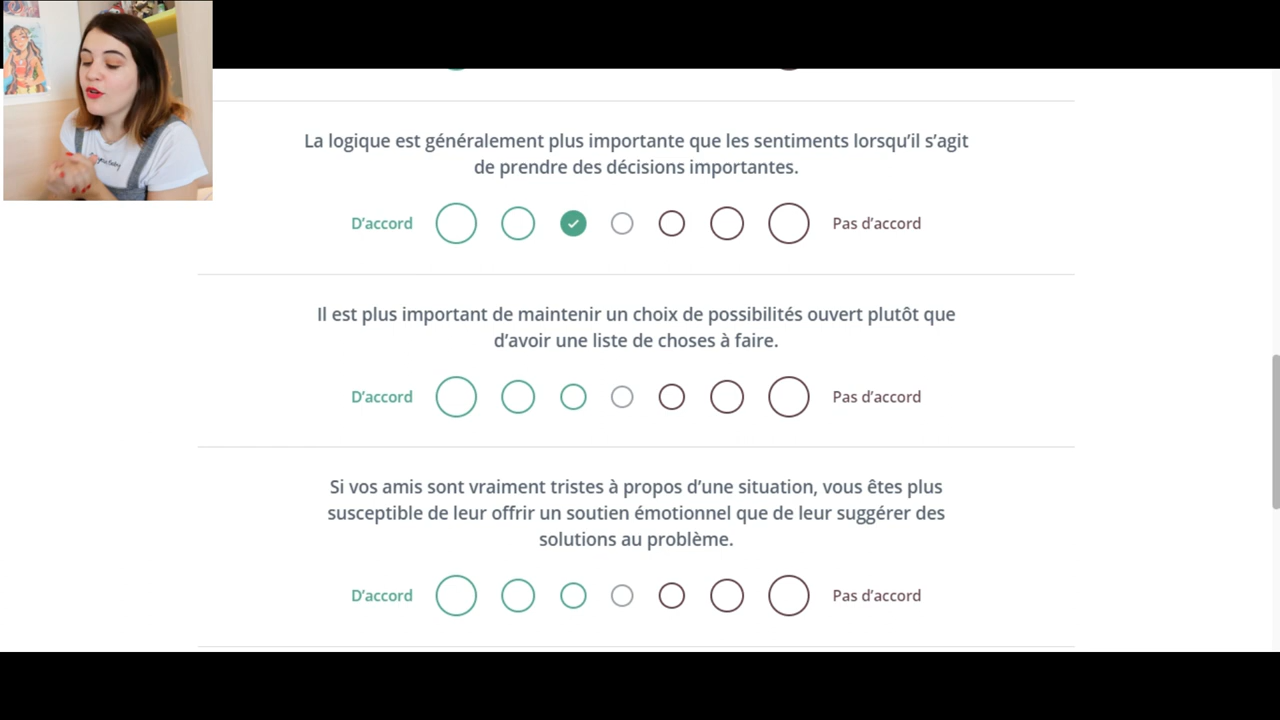 La logique est généralement plus importante que les sentiments lorsqu'il s'agit
de prendre des décisions importantes.
D'accord Pas d'accord
Il est plus important de maintenir un choix de possibilités ouvert plutôt que
d'avoir une liste de choses à faire.
D'accord Pas d'accord
Si vos amis sont vraiment tristes à propos d'une situation, vous êtes plus
susceptible de leur offrir un soutien émotionnel que de leur suggérer des
solutions au problème.
D'accord Pas d'accord